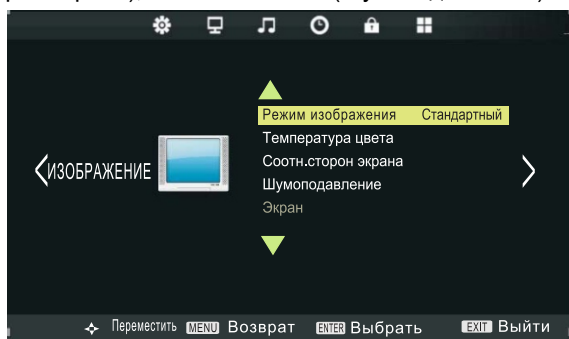 Режим изображения Стандартный
Температура цвета
Соотн.сторон экрана
ИЗОБРАЖЕНИЕ
Шумоподавление
Экран
Переместить MENU Возврат ENTER Выбрать EXIT Выйти